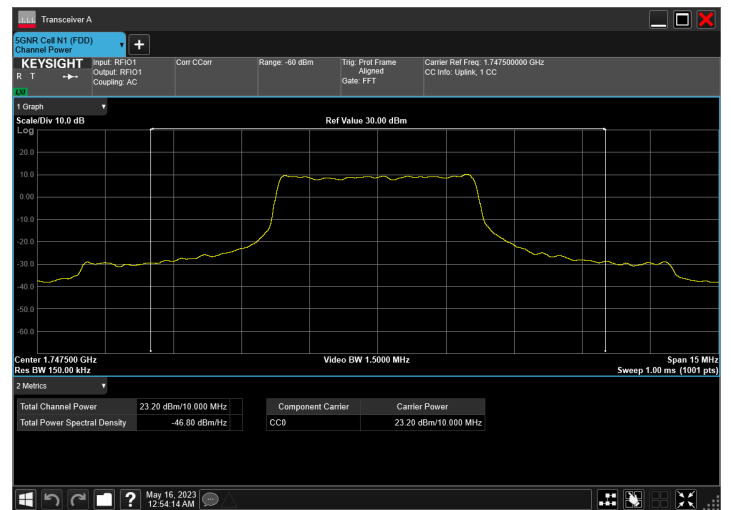 Transceiver A
5GNR Cell N1 (FDD)
Channel Power
+
KEYSIGHT
R T
LXI
Input: RFIO1
Output: RFIO1
Coupling: AC
Corr CCorr
Range: -60 dBm
Trig: Prot Frame
Aligned
Gate: FFT
Carrier Ref Freq: 1.747500000 GHz
CC Info: Uplink, 1 CC
1 Graph
Scale/Div 10.0 dB
Ref Value 30.00 dBm
Log
20.0
10.0
0.00
-10.0
-20.0
-30.0
-40.0
-50.0
-60.0
Center 1.747500 GHz
Video BW 1.5000 MHz
Span 15 MHz
Res BW 150.00 kHz
Sweep 1.00 ms (1001 pts)
2 Metrics
Total Channel Power 23.20 dBm/10.000 MHz
Total Power Spectral Density -46.80 dBm/Hz
Component Carrier Carrier Power
CC0 23.20 dBm/10.000 MHz
?
May 16, 2023
12:54:14 AM